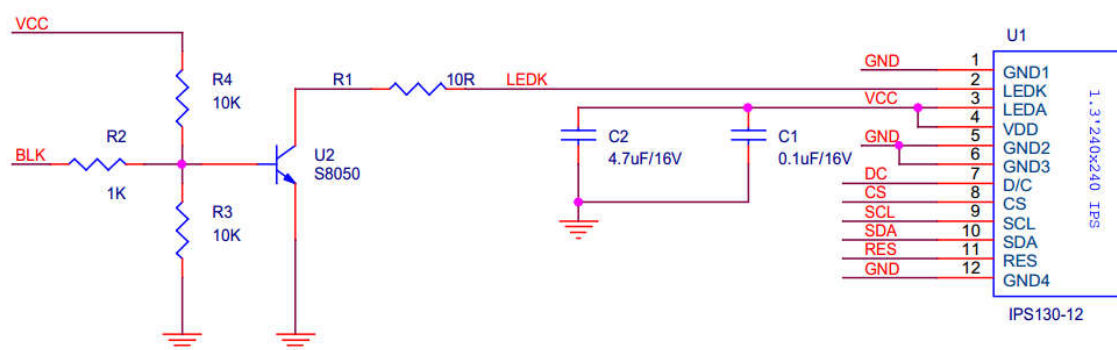 VCC
R4
10K
R2
BLK
1K
R3
10K
U2
S8050
R1
10R
LEDK
C2
4.7uF/16V
C1
0.1uF/16V
U1
GND 1 GND1
2 LEDK
VCC 3 LEDA
4 VDD
GND 5 GND2
6 GND3
DC 7 D/C
CS 8 CS
SCL 9 SCL
SDA 10 SDA
RES 11 RES
GND 12 GND4
1.3'240x240 IPS
IPS130-12